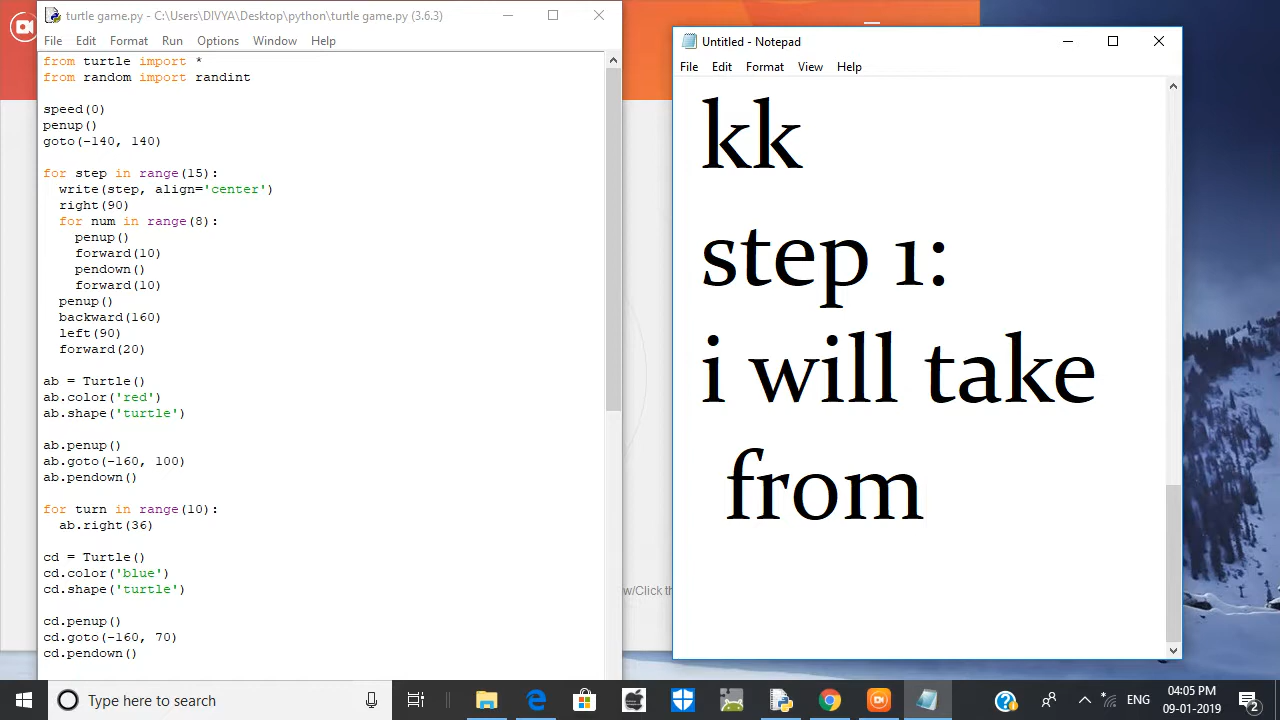 turtle game.py - C:\Users\DIVYA\Desktop\python\turtle game.py (3.6.3)
File Edit Format Run Options Window Help
from turtle import *
from random import randint
speed(0)
penup()
goto(-140, 140)
for step in range(15):
  write(step, align='center')
  right(90)
  for num in range(8):
    penup()
    forward(10)
    pendown()
    forward(10)
  penup()
  backward(160)
  left(90)
  forward(20)
ab = Turtle()
ab.color('red')
ab.shape('turtle')
ab.penup()
ab.goto(-160, 100)
ab.pendown()
for turn in range(10):
  ab.right(36)
cd = Turtle()
cd.color('blue')
cd.shape('turtle')
cd.penup()
cd.goto(-160, 70)
cd.pendown()
Untitled - Notepad
File Edit Format View Help
kk
step 1:
i will take
from
w/Click th
Type here to search
ENG
04:05 PM
09-01-2019
2